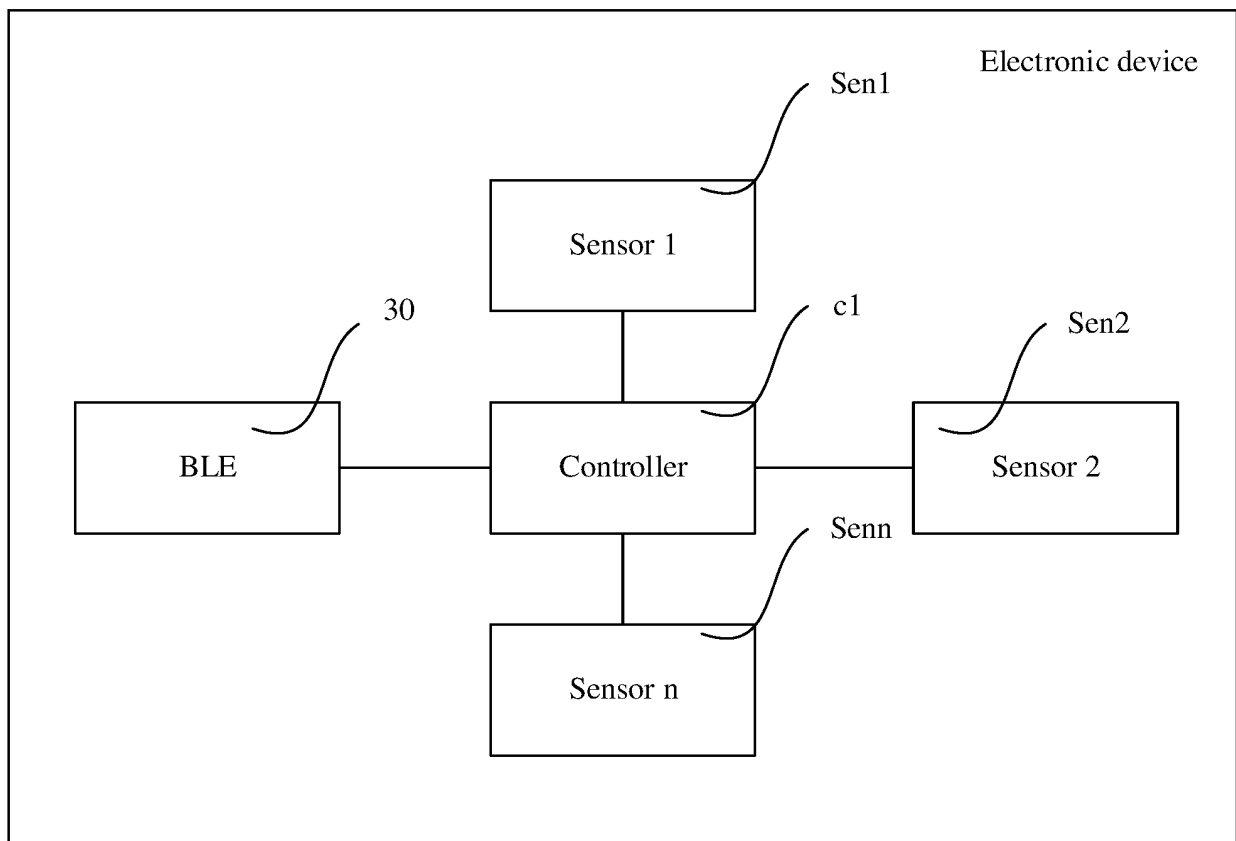 Electronic device
Sen1
Sensor 1
30
c1
Sen2
BLE
Controller
Sensor 2
Senn
Sensor n